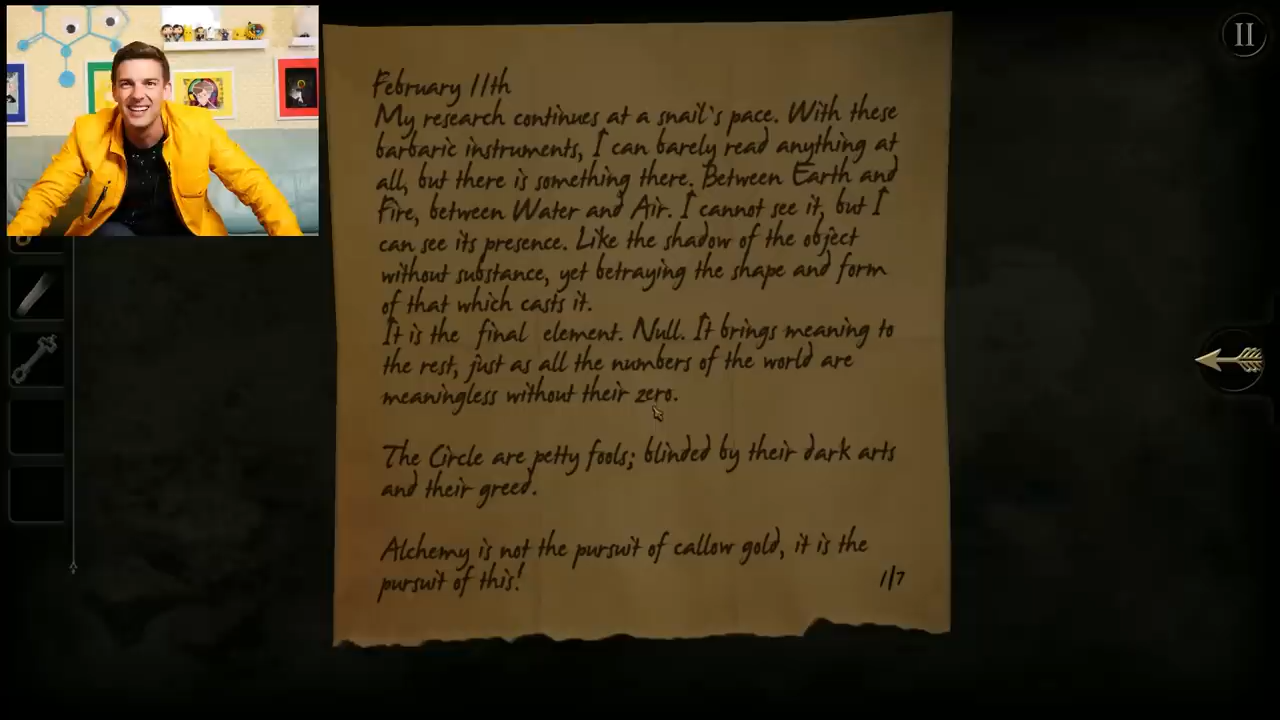 February 11th
My research continues at a snail's pace. With these
barbaric instruments, I can barely read anything at
all, but there is something there. Between Earth and
Fire, between Water and Air. I cannot see it, but I
can see its presence. Like the shadow of the object
without substance, yet betraying the shape and form
of that which casts it.
It is the final element. Null. It brings meaning to
the rest, just as all the numbers of the world are
meaningless without their zero.
The Circle are petty fools; blinded by their dark arts
and their greed.
Alchemy is not the pursuit of callow gold, it is the
pursuit of this!
1/7